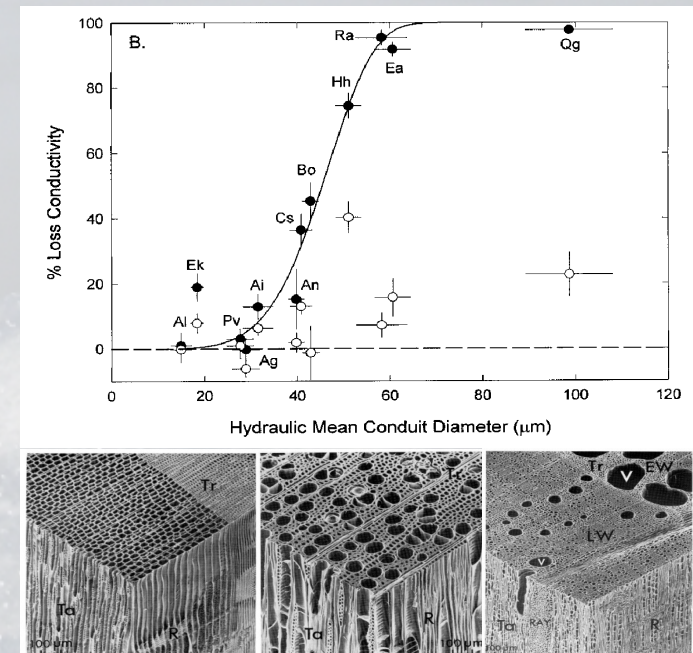 B.
% Loss Conductivity
100
80
60
40
20
0
Ra
Ea
Qg
Hh
Bo
Cs
Ek
Ai
An
Al
Pv
Ag
0 20 40 60 80 100 120
Hydraulic Mean Conduit Diameter (μm)
Tr
Ta
R
100 μm
Tr
Ta
R
100 μm
Tr
V
EW
LW
V
Ta
RAY
R